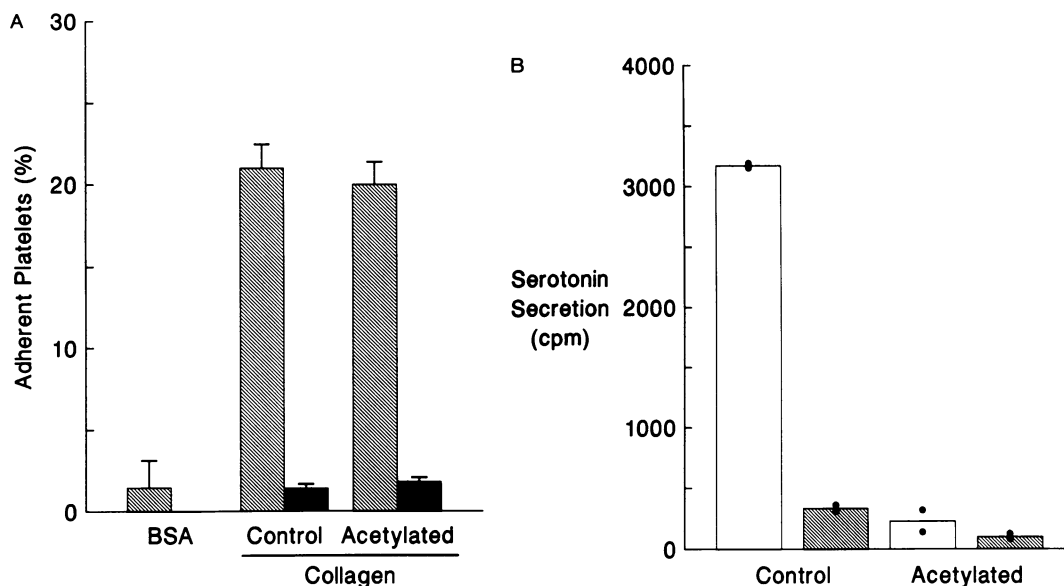 A
30
20
10
0
Adherent Platelets (%)
BSA
Control
Acetylated
Collagen
B
4000
3000
2000
1000
0
Serotonin
Secretion
(cpm)
Control
Acetylated